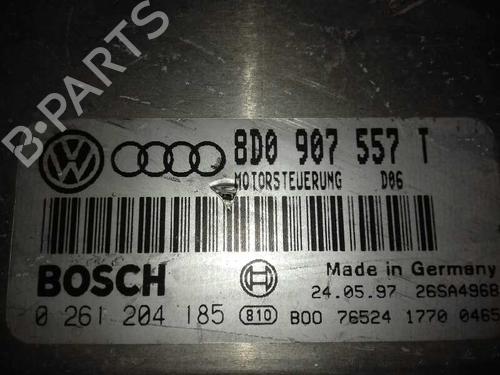 B-PARTS
8D0 907 557 T
MOTORSTEUERUNG D06
BOSCH
Made in Germany
24.05.97 26SA4968
0 261 204 185 810 B00 76524 1770 0465